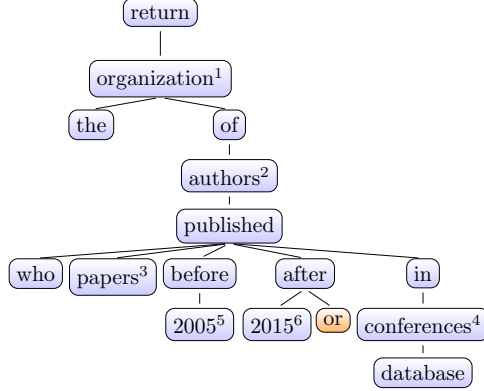 return
organization¹
the of
authors²
published
who papers³ before after in
2005⁵ 2015⁶ or conferences⁴
database